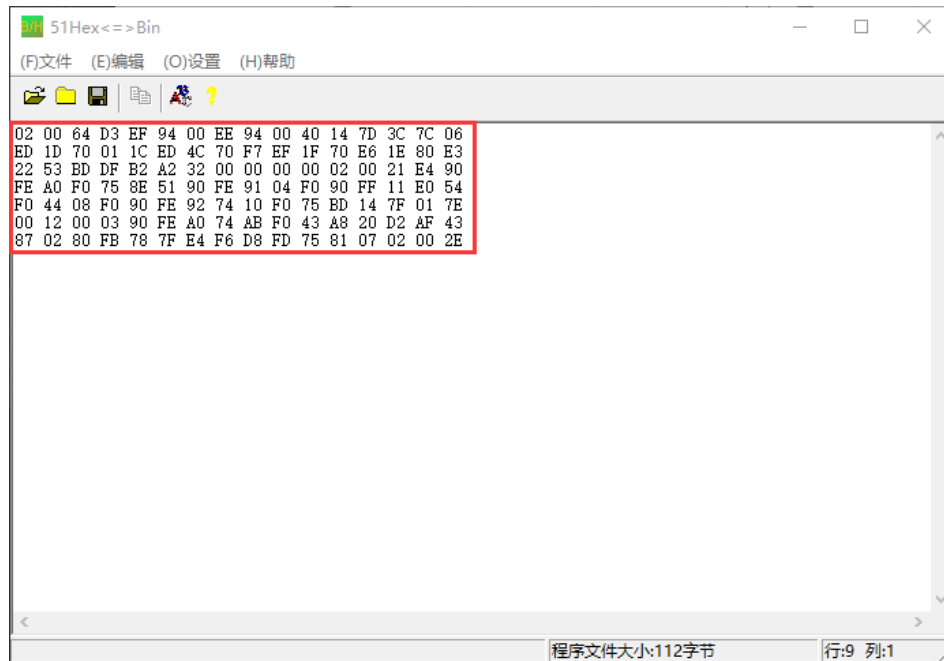 B/H 51Hex<=>Bin
(F)文件 (E)编辑 (O)设置 (H)帮助
?
02 00 64 D3 EF 94 00 EE 94 00 40 14 7D 3C 7C 06
ED 1D 70 01 1C ED 4C 70 F7 EF 1F 70 E6 1E 80 E3
22 53 BD DF B2 A2 32 00 00 00 00 02 00 21 E4 90
FE A0 F0 75 8E 51 90 FE 91 04 F0 90 FF 11 E0 54
F0 44 08 F0 90 FE 92 74 10 F0 75 BD 14 7F 01 7E
00 12 00 03 90 FE A0 74 AB F0 43 A8 20 D2 AF 43
87 02 80 FB 78 7F E4 F6 D8 FD 75 81 07 02 00 2E
程序文件大小:112字节 行:9 列:1